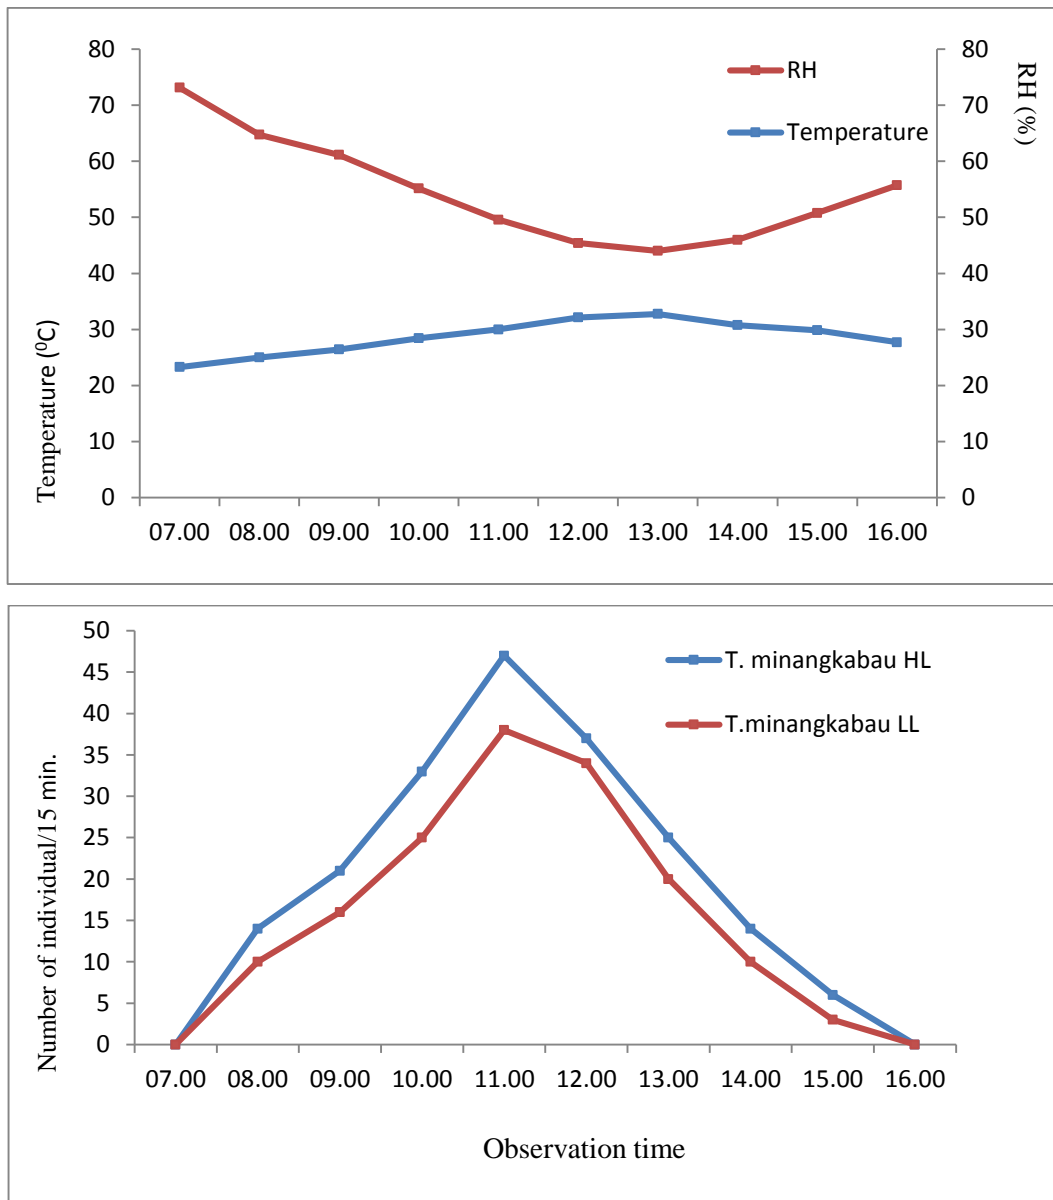 80 80
RH
70 70
Temperature
60 60
50 50
40 40
30 30
20 20
10 10
0 0
Temperature (⁰C)
RH (%)
07.00 08.00 09.00 10.00 11.00 12.00 13.00 14.00 15.00 16.00
50
T. minangkabau HL
45
40
T.minangkabau LL
35
30
25
20
15
10
5
0
Number of individual/15 min.
07.00 08.00 09.00 10.00 11.00 12.00 13.00 14.00 15.00 16.00
Observation time